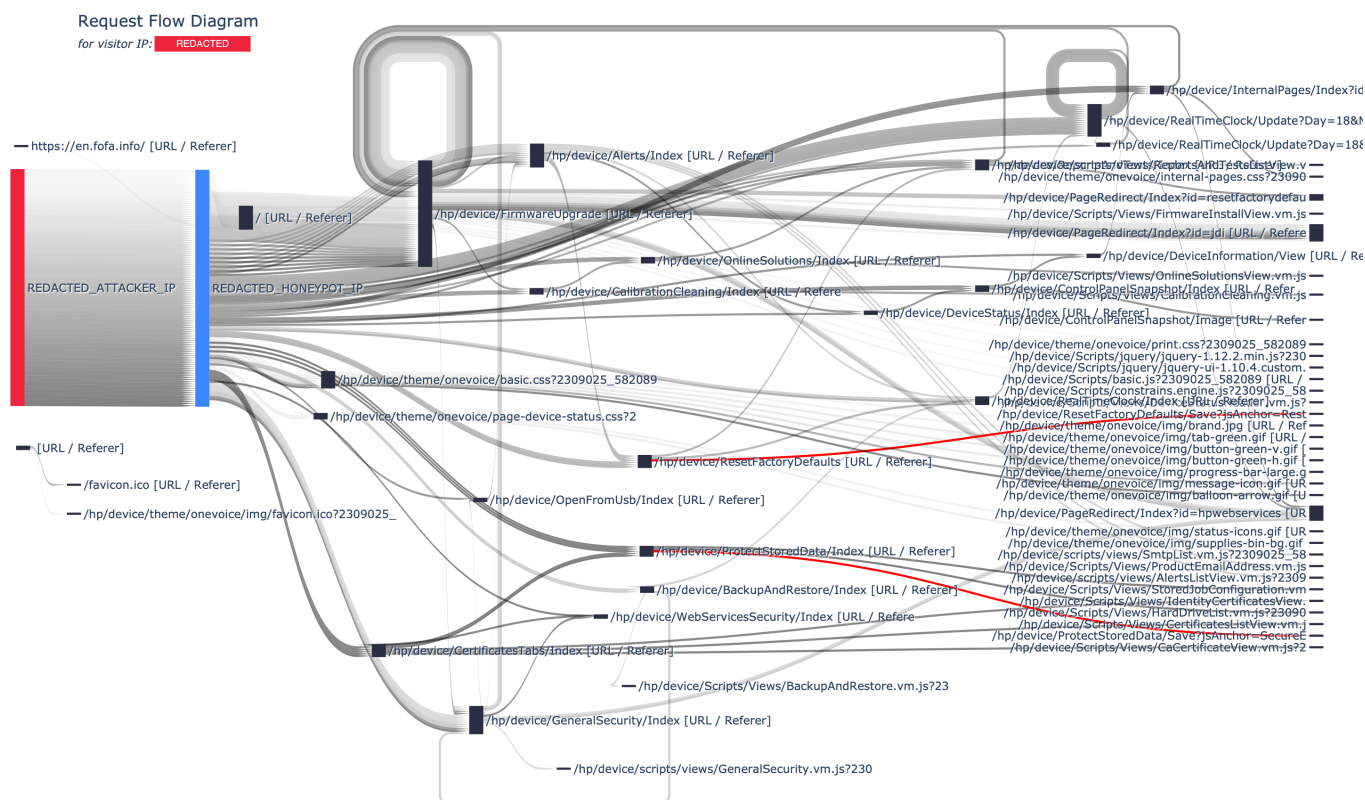 Request Flow Diagram
for visitor IP: REDACTED
/hp/device/InternalPages/Index?id
/hp/device/RealTimeClock/Update?Day=18&
https://en.fofa.info/ [URL / Referer]
/hp/device/RealTimeClock/Update?Day=188
/hp/device/Alerts/Index [URL / Referer]
/hp/device/theme/onevoice/internal-pages.css?23090
/hp/device/PageRedirect/Index?id=resetfactorydefau
/ [URL / Referer]
/hp/device/FirmwareUpgrade [URL / Referer]
/hp/device/Scripts/Views/FirmwareInstallView.vm.js
/hp/device/PageRedirect/Index?id=jdi [URL / Refere
/hp/device/DeviceInformation/View [URL / Re
/hp/device/OnlineSolutions/Index [URL / Referer]
/hp/device/Scripts/Views/OnlineSolutionsView.vm.js
REDACTED_ATTACKER_IP
REDACTED_HONEYPOT_IP
/hp/device/CalibrationCleaning/Index [URL / Refere
/hp/device/ControlPanelSnapshot/Index [URL / Refer
/hp/device/Scripts/Views/CalibrationCleaning.vm.js
/hp/device/DeviceStatus/Index [URL / Referer]
/hp/device/ControlPanelSnapshot/Image [URL / Refer
/hp/device/theme/onevoice/print.css?2309025_582089
/hp/device/Scripts/jquery/jquery-1.12.2.min.js?230
/hp/device/Scripts/jquery/jquery-ui-1.10.4.custom.
/hp/device/theme/onevoice/basic.css?2309025_582089
/hp/device/Scripts/basic.js?2309025_582089 [URL /
/hp/device/Scripts/constrains.engine.js?2309025_58
/hp/device/RealTimeClock/Index [URL / Referer]
/hp/device/theme/onevoice/page-device-status.css?2
/hp/device/ResetFactoryDefaults/Save?jsAnchor=Rest
/hp/device/theme/onevoice/img/brand.jpg [URL / Ref
/hp/device/theme/onevoice/img/tab-green.gif [URL /
[URL / Referer]
/hp/device/theme/onevoice/img/button-green-v.gif [
/hp/device/ResetFactoryDefaults [URL / Referer]
/hp/device/theme/onevoice/img/button-green-h.gif [
/hp/device/theme/onevoice/img/progress-bar-large.g
/favicon.ico [URL / Referer]
/hp/device/theme/onevoice/img/message-icon.gif [UR
/hp/device/OpenFromUsb/Index [URL / Referer]
/hp/device/theme/onevoice/img/balloon-arrow.gif [U
/hp/device/theme/onevoice/img/favicon.ico?2309025_
/hp/device/PageRedirect/Index?id=hpwebservices [UR
/hp/device/theme/onevoice/img/status-icons.gif [UR
/hp/device/theme/onevoice/img/supplies-bin-bg.gif
/hp/device/ProtectStoredData/Index [URL / Referer]
/hp/device/scripts/views/SmtpList.vm.js?2309025_58
/hp/device/Scripts/Views/ProductEmailAddress.vm.js
/hp/device/scripts/views/AlertsListView.vm.js?2309
/hp/device/BackupAndRestore/Index [URL / Referer]
/hp/device/Scripts/Views/StoredJobConfiguration.vm
/hp/device/Scripts/Views/IdentityCertificatesView.
/hp/device/WebServicesSecurity/Index [URL / Refere
/hp/device/Scripts/Views/HardDriveList.vm.js?23090
/hp/device/Scripts/Views/CertificatesListView.vm.j
/hp/device/ProtectStoredData/Save?jsAnchor=SecureE
/hp/device/CertificatesTabs/Index [URL / Referer]
/hp/device/Scripts/Views/CaCertificateView.vm.js?2
/hp/device/Scripts/Views/BackupAndRestore.vm.js?23
/hp/device/GeneralSecurity/Index [URL / Referer]
/hp/device/scripts/views/GeneralSecurity.vm.js?230